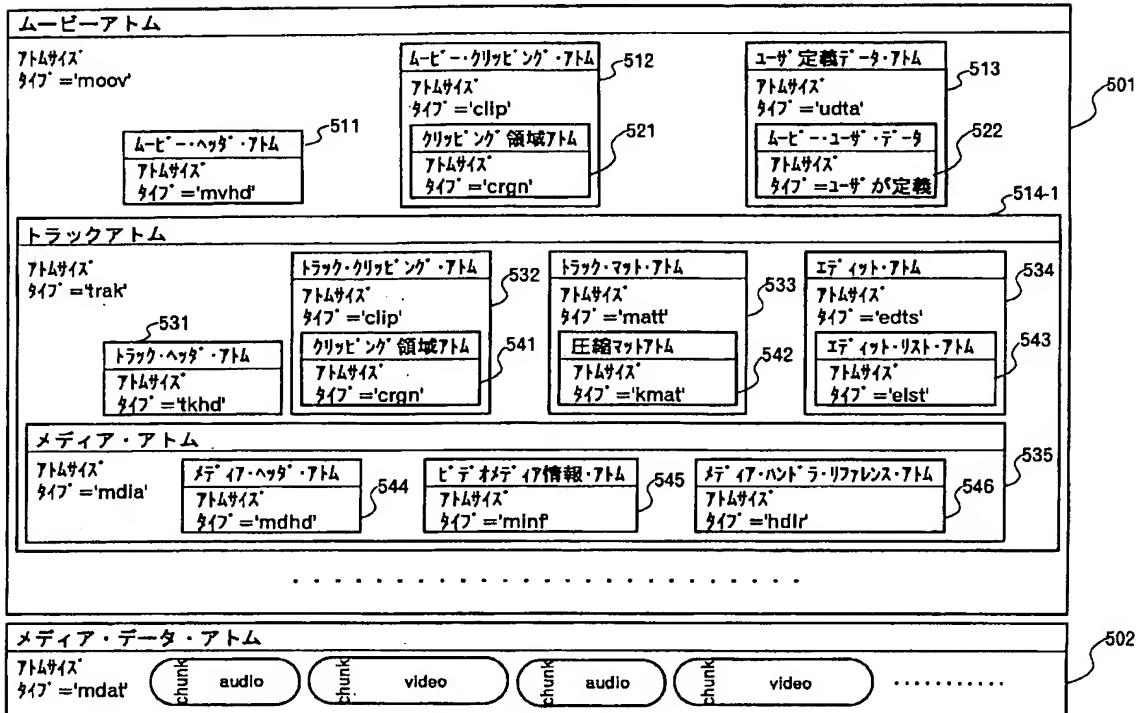 ムービーアトム
501
アトムサイズ
タイプ='moov'
ムービー・クリッピング・アトム
512
アトムサイズ
タイプ='clip'
クリッピング領域アトム
521
アトムサイズ
タイプ='crgn'
ユーザ定義データ・アトム
513
アトムサイズ
タイプ='udta'
ムービー・ユーザ・データ
522
アトムサイズ
タイプ=ユーザが定義
511
ムービー・ヘッダ・アトム
アトムサイズ
タイプ='mvhd'
514-1
トラックアトム
アトムサイズ
タイプ='trak'
531
トラック・ヘッダ・アトム
アトムサイズ
タイプ='tkhd'
トラック・クリッピング・アトム
532
アトムサイズ
タイプ='clip'
クリッピング領域アトム
541
アトムサイズ
タイプ='crgn'
トラック・マット・アトム
533
アトムサイズ
タイプ='matt'
圧縮マットアトム
542
アトムサイズ
タイプ='kmat'
エディット・アトム
534
アトムサイズ
タイプ='edts'
エディット・リスト・アトム
543
アトムサイズ
タイプ='elst'
メディア・アトム
535
アトムサイズ
タイプ='mdia'
メディア・ヘッダ・アトム
544
アトムサイズ
タイプ='mdhd'
ビデオメディア情報・アトム
545
アトムサイズ
タイプ='minf'
メディア・ハンドラ・リファレンス・アトム
546
アトムサイズ
タイプ='hdlr'
メディア・データ・アトム
502
アトムサイズ
タイプ='mdat'
chunk audio
chunk video
chunk audio
chunk video